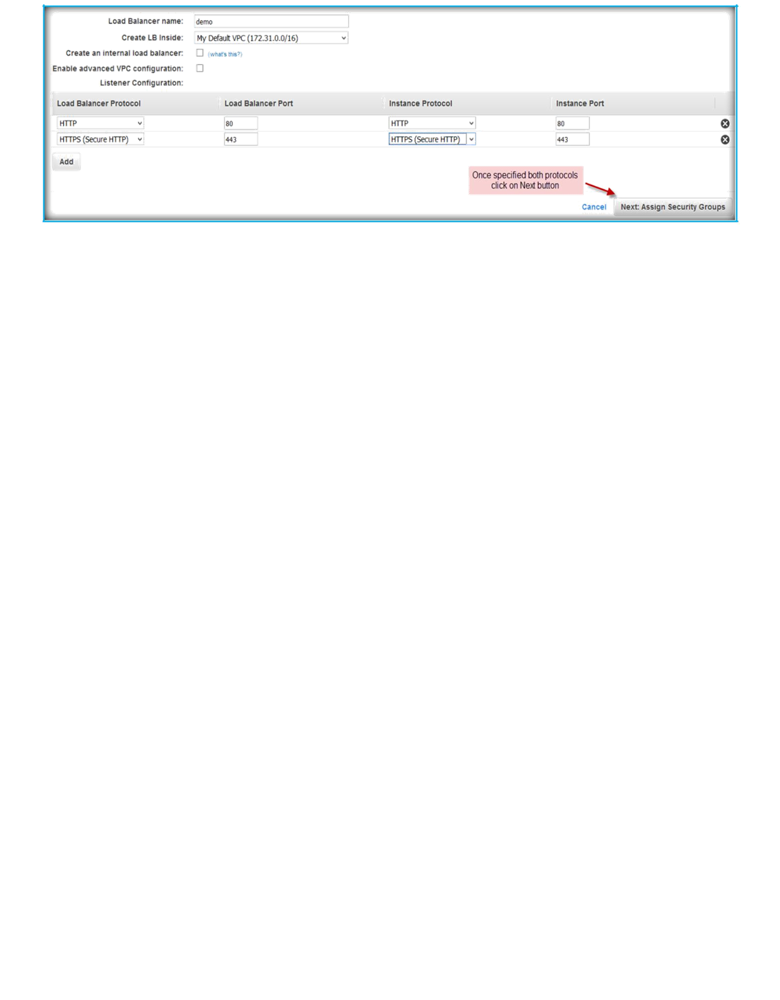 Load Balancer name: demo
Create LB Inside: My Default VPC (172.31.0.0/16)
Create an internal load balancer: (what's this?)
Enable advanced VPC configuration:
Listener Configuration:
Load Balancer Protocol Load Balancer Port Instance Protocol Instance Port
HTTP 80 HTTP 80
HTTPS (Secure HTTP) 443 HTTPS (Secure HTTP) 443
Add
Once specified both protocols
click on Next button
Cancel Next: Assign Security Groups